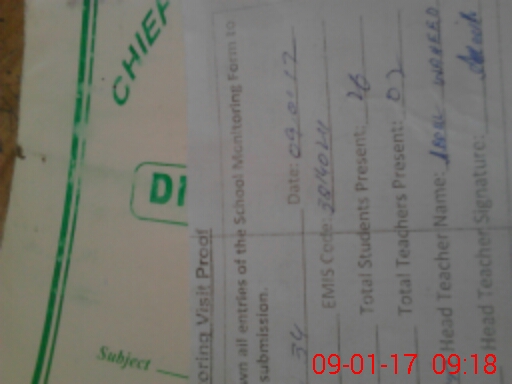 CHIEF
DI
Subject
oring Visit Proof
wn all entries of the School Monitoring Form to
submission.
34 Date: 09 01 17
EMIS Code:
Total Students Present: 26
Total Teachers Present: 02
Head Teacher Name:
Head Teacher Signature:
09-01-17 09:18